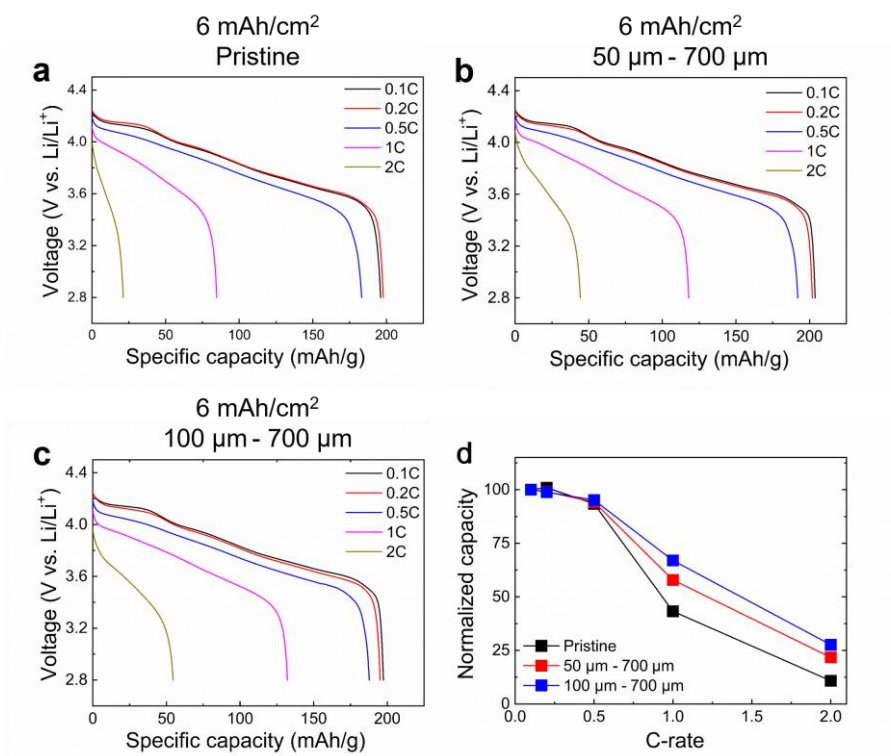 6 mAh/cm²
Pristine
a
4.4
4.0
3.6
3.2
2.8
Voltage (V vs. Li/Li⁺)
0.1C
0.2C
0.5C
1C
2C
0 50 100 150 200
Specific capacity (mAh/g)
6 mAh/cm²
50 µm - 700 µm
b
4.4
4.0
3.6
3.2
2.8
Voltage (V vs. Li/Li⁺)
0.1C
0.2C
0.5C
1C
2C
0 50 100 150 200
Specific capacity (mAh/g)
6 mAh/cm²
100 µm - 700 µm
c
4.4
4.0
3.6
3.2
2.8
Voltage (V vs. Li/Li⁺)
0.1C
0.2C
0.5C
1C
2C
0 50 100 150 200
Specific capacity (mAh/g)
d
100
75
50
25
0
Normalized capacity
Pristine
50 µm - 700 µm
100 µm - 700 µm
0.0 0.5 1.0 1.5 2.0
C-rate